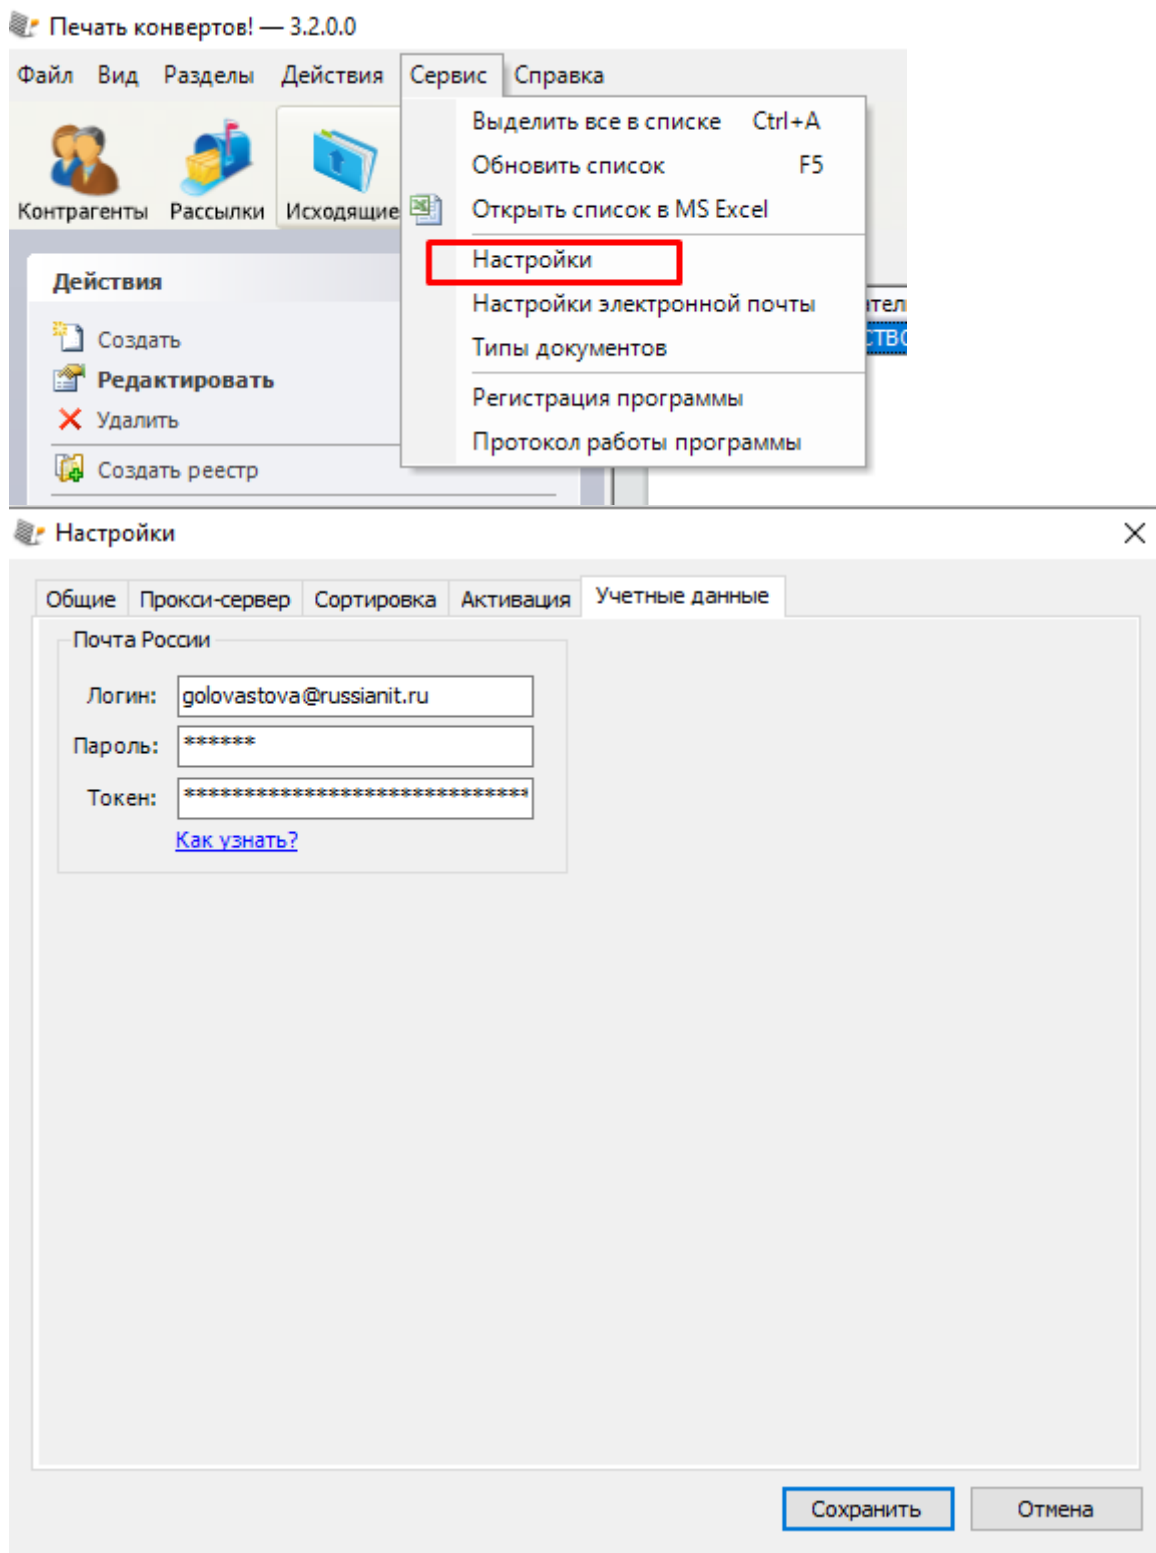 Печать конвертов! — 3.2.0.0
Файл Вид Разделы Действия Сервис Справка
Выделить все в списке Ctrl+A
Обновить список F5
Открыть список в MS Excel
Контрагенты Рассылки Исходящие
Настройки
Настройки электронной почты
Типы документов
Регистрация программы
Протокол работы программы
Действия
Создать
Редактировать
Удалить
Создать реестр
Настройки
Общие Прокси-сервер Сортировка Активация Учетные данные
Почта России
Логин: golovastova@russianit.ru
Пароль: ******
Токен: *****************************
Как узнать?
Сохранить Отмена